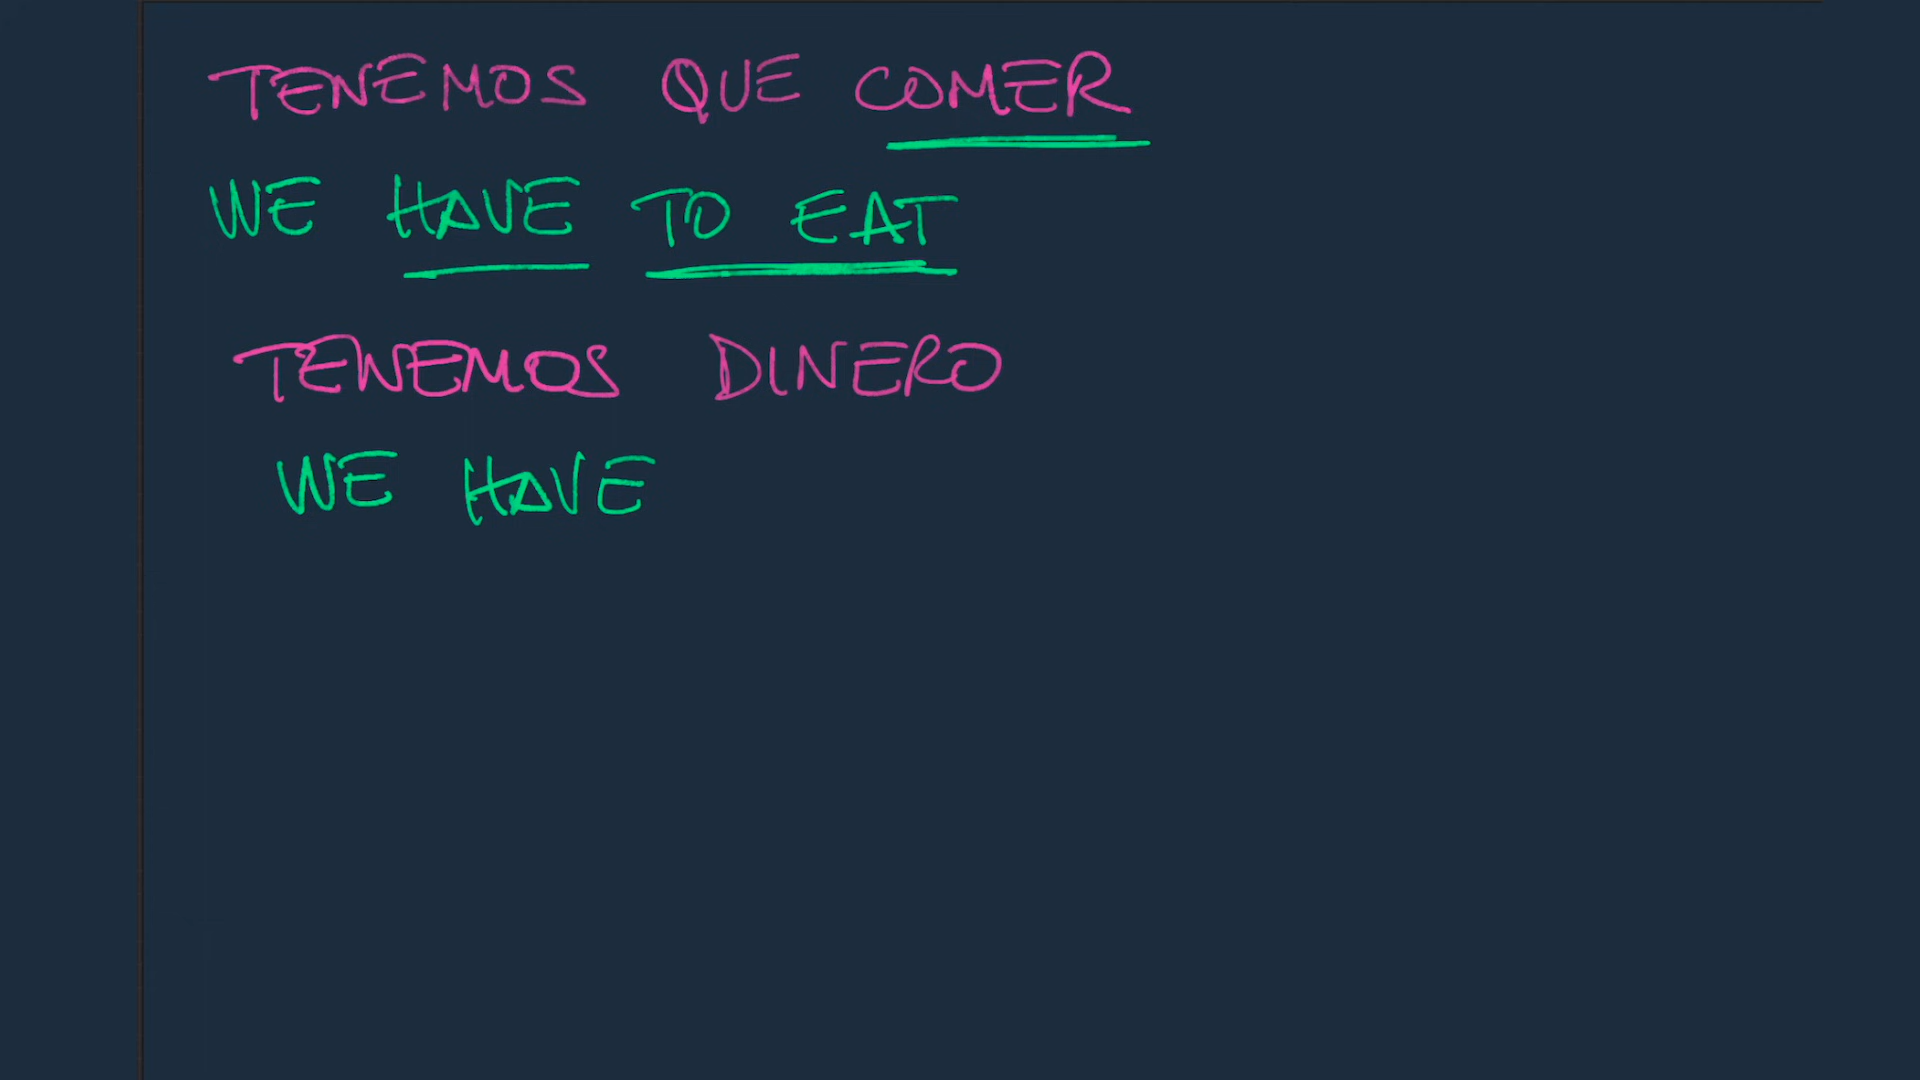 TENEMOS QUE COMER
WE HAVE TO EAT
TENEMOS DINERO
WE HAVE